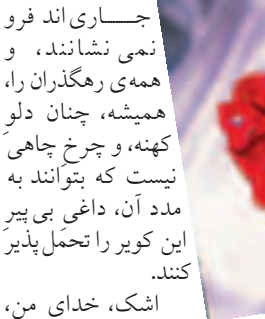 جــــاری‌اند فرو
نمی نشانند، و
همه‌ی رهگذران را،
همیشه، چنان دلوِ
کهنه، و چرخِ چاهی
نیست که بتوانند به
مدد آن، داغیِ بی‌پیرِ
این کویر را تحمّل‌پذیر
کنند.
اشک، خدای من،